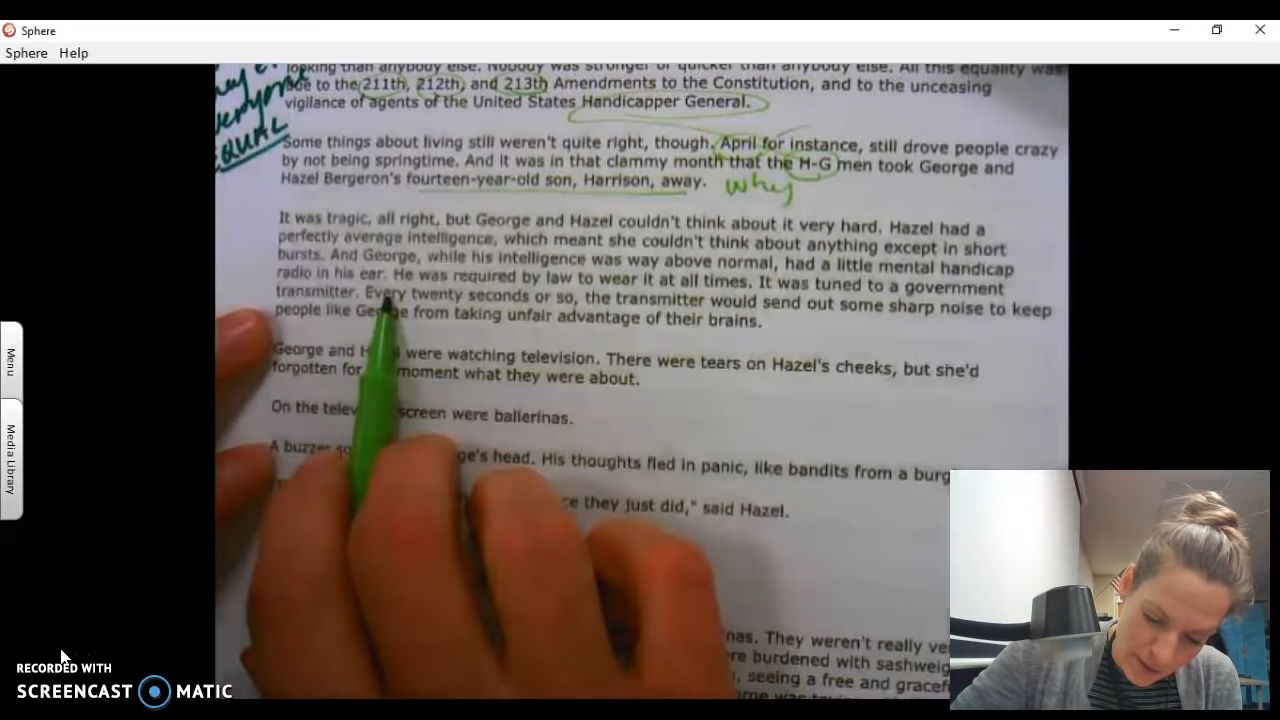 Sphere
Sphere Help
looking than anybody else. Nobody was stronger or quicker than anybody else. All this equality was
due to the 211th, 212th, and 213th Amendments to the Constitution, and to the unceasing
vigilance of agents of the United States Handicapper General.
EQUAL
Some things about living still weren't quite right, though. April for instance, still drove people crazy
by not being springtime. And it was in that clammy month that the H-G men took George and
Hazel Bergeron's fourteen-year-old son, Harrison, away.
why
It was tragic, all right, but George and Hazel couldn't think about it very hard. Hazel had a
perfectly average intelligence, which meant she couldn't think about anything except in short
bursts. And George, while his intelligence was way above normal, had a little mental handicap
radio in his ear. He was required by law to wear it at all times. It was tuned to a government
transmitter. Every twenty seconds or so, the transmitter would send out some sharp noise to keep
people like George from taking unfair advantage of their brains.
George and were watching television. There were tears on Hazel's cheeks, but she'd
forgotten for moment what they were about.
On the screen were ballerinas.
A buzzer head. His thoughts fled in panic, like bandits from a
they just did," said Hazel.
They weren't really
burdened with
seeing a free and
Menu
Media Library
RECORDED WITH
SCREENCAST MATIC